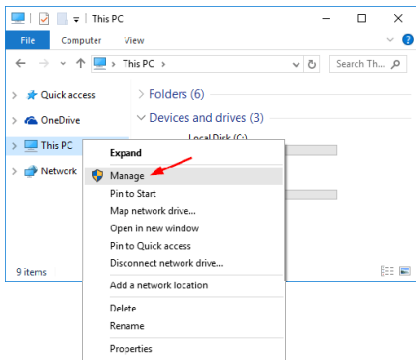 This PC
File Computer View
This PC
Search Th...
Quick access
Folders (6)
OneDrive
Devices and drives (3)
Local Disk (C:)
This PC
Expand
Network
Manage
Pin to Start
Map network drive...
Open in new window
Pin to Quick access
Disconnect network drive...
9 items
Add a network location
Delete
Rename
Properties